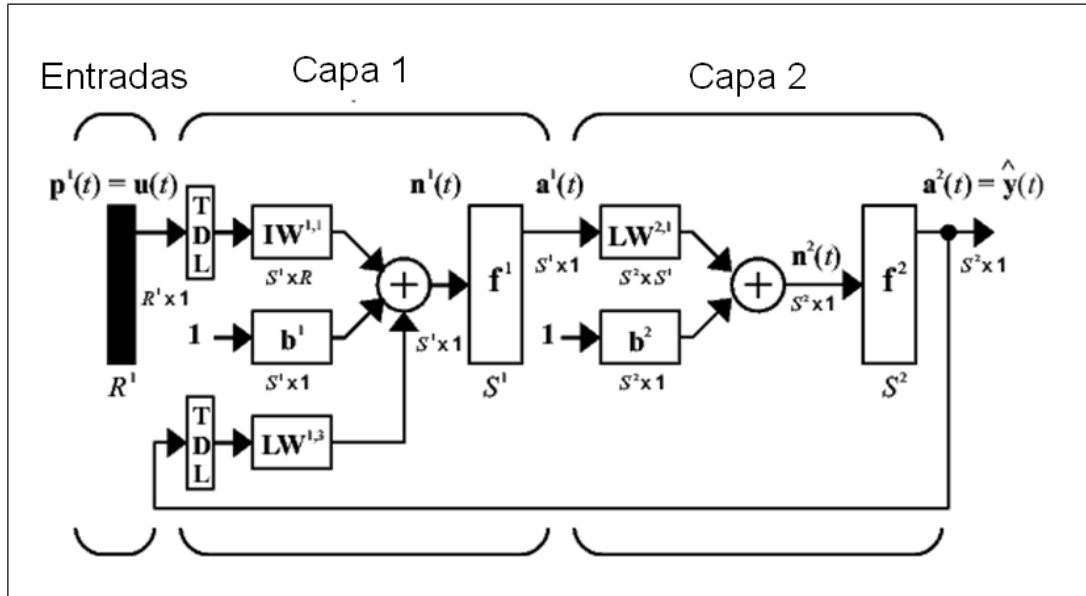 Entradas
Capa 1
Capa 2
p¹(t) = u(t)
n¹(t)
a¹(t)
a²(t) = ŷ(t)
T
D
L
IW¹,¹
S¹xR
R¹x1
1
b¹
S¹x1
S¹x1
f¹
S¹
S¹x1
LW²,¹
S²xS¹
1
b²
S²x1
n²(t)
S²x1
f²
S²
S²x1
R¹
T
D
L
LW¹,³